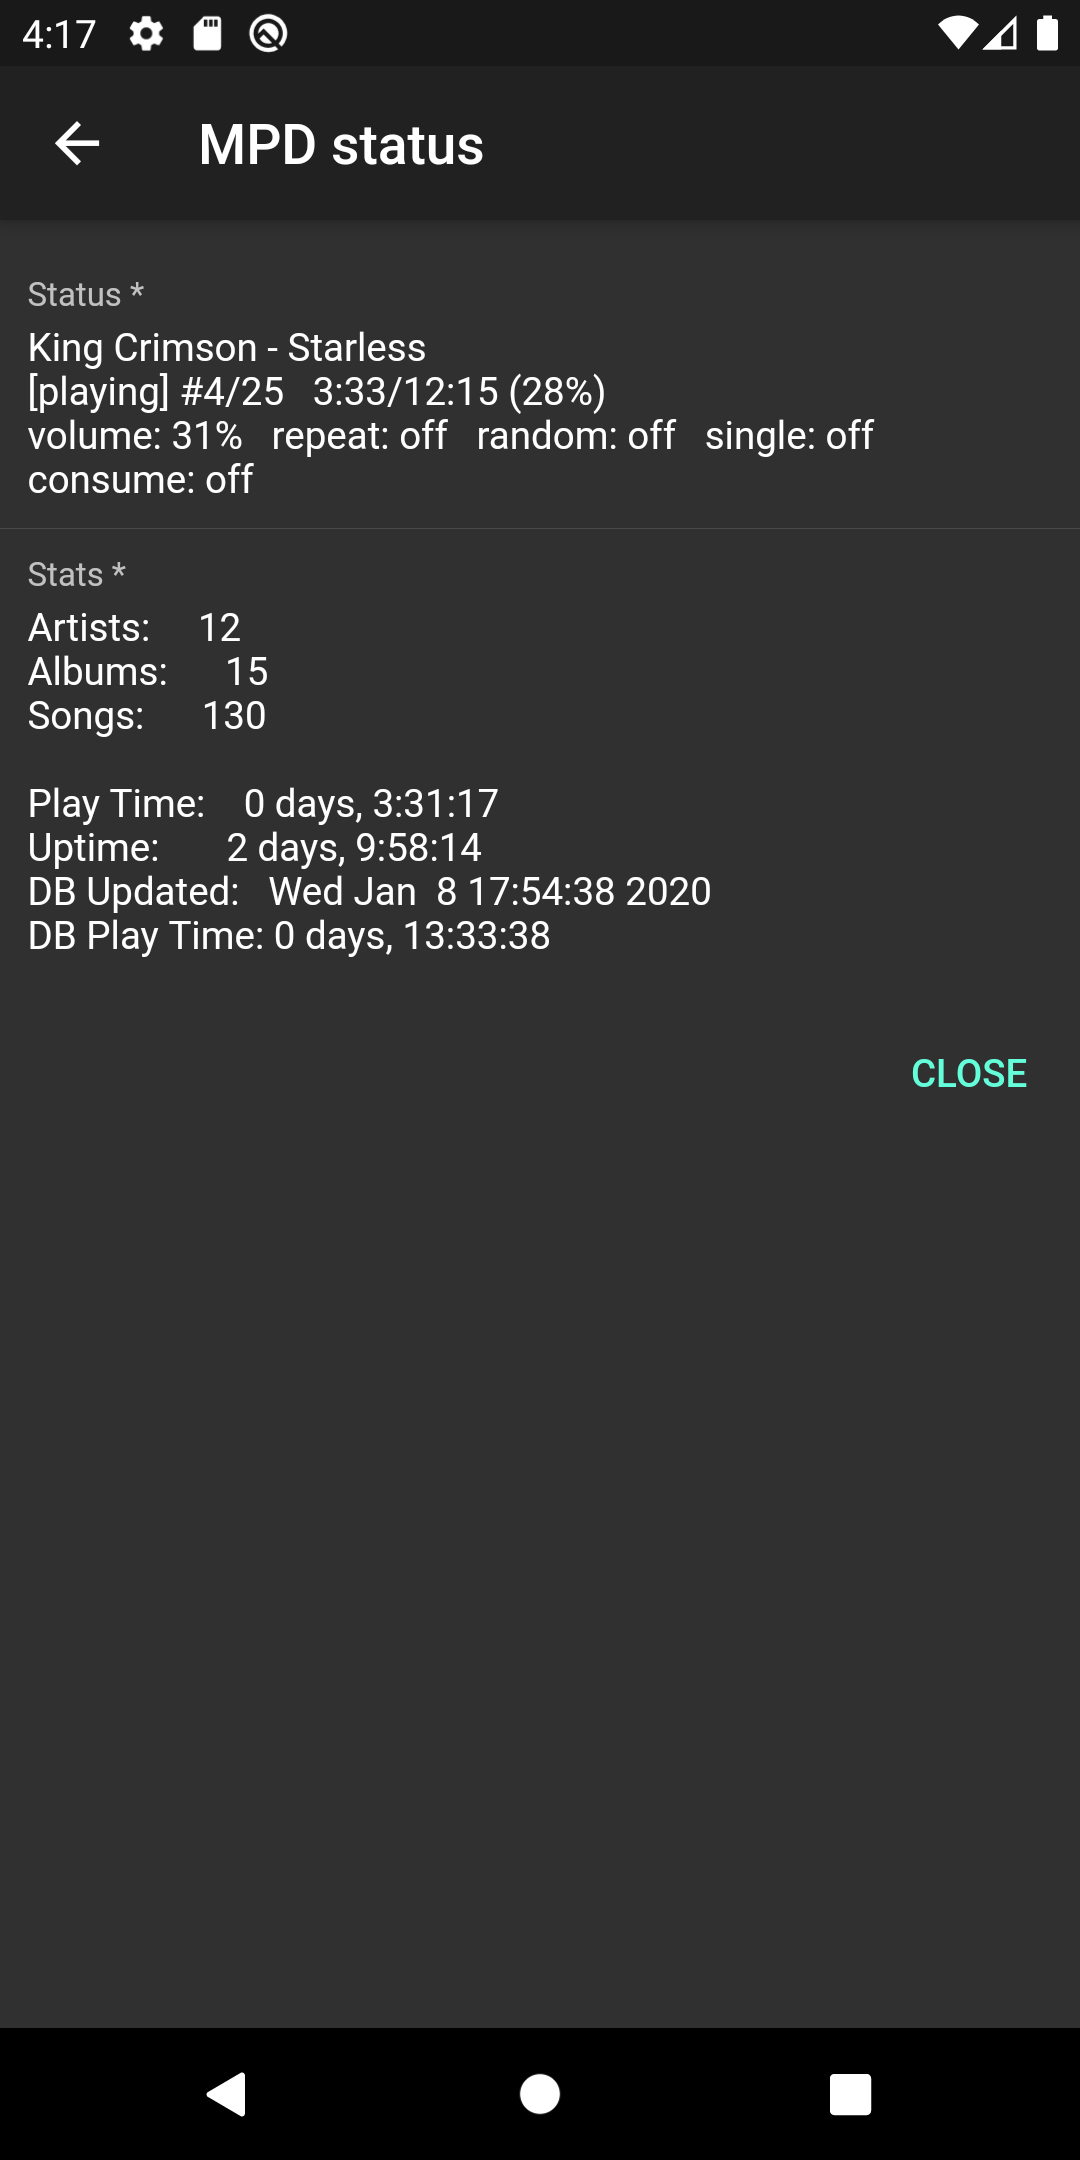 4:17
MPD status
Status *
King Crimson - Starless
[playing] #4/25   3:33/12:15 (28%)
volume: 31%   repeat: off   random: off   single: off
consume: off
Stats *
Artists:     12
Albums:      15
Songs:      130
Play Time:    0 days, 3:31:17
Uptime:       2 days, 9:58:14
DB Updated:   Wed Jan  8 17:54:38 2020
DB Play Time: 0 days, 13:33:38
CLOSE